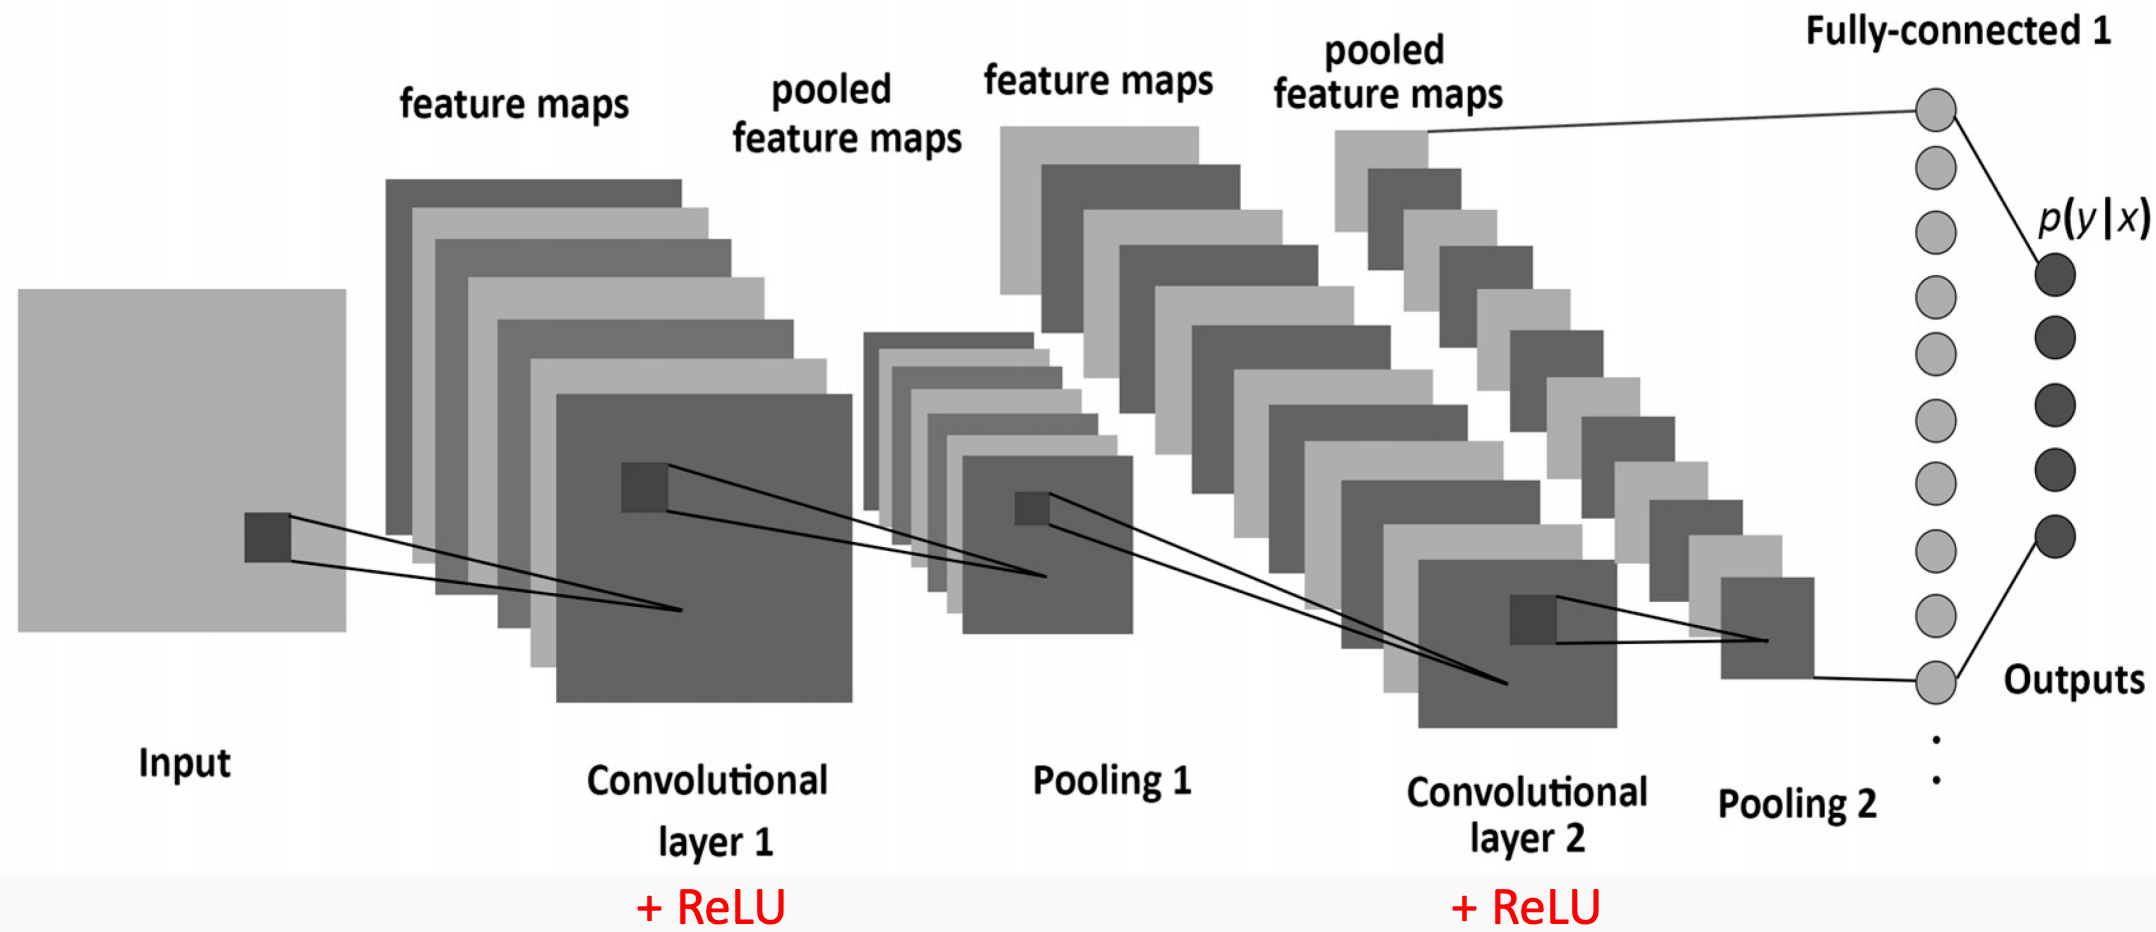 Fully-connected 1
feature maps
pooled
feature maps
feature maps
pooled
feature maps
p(y|x)
Outputs
Input
Convolutional
layer 1
Pooling 1
Convolutional
layer 2
Pooling 2
+ ReLU
+ ReLU